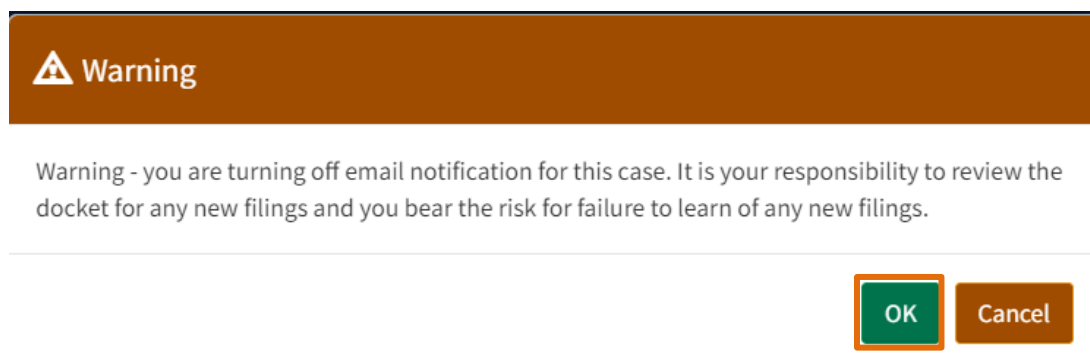 Warning
Warning - you are turning off email notification for this case. It is your responsibility to review the
docket for any new filings and you bear the risk for failure to learn of any new filings.
OK
Cancel